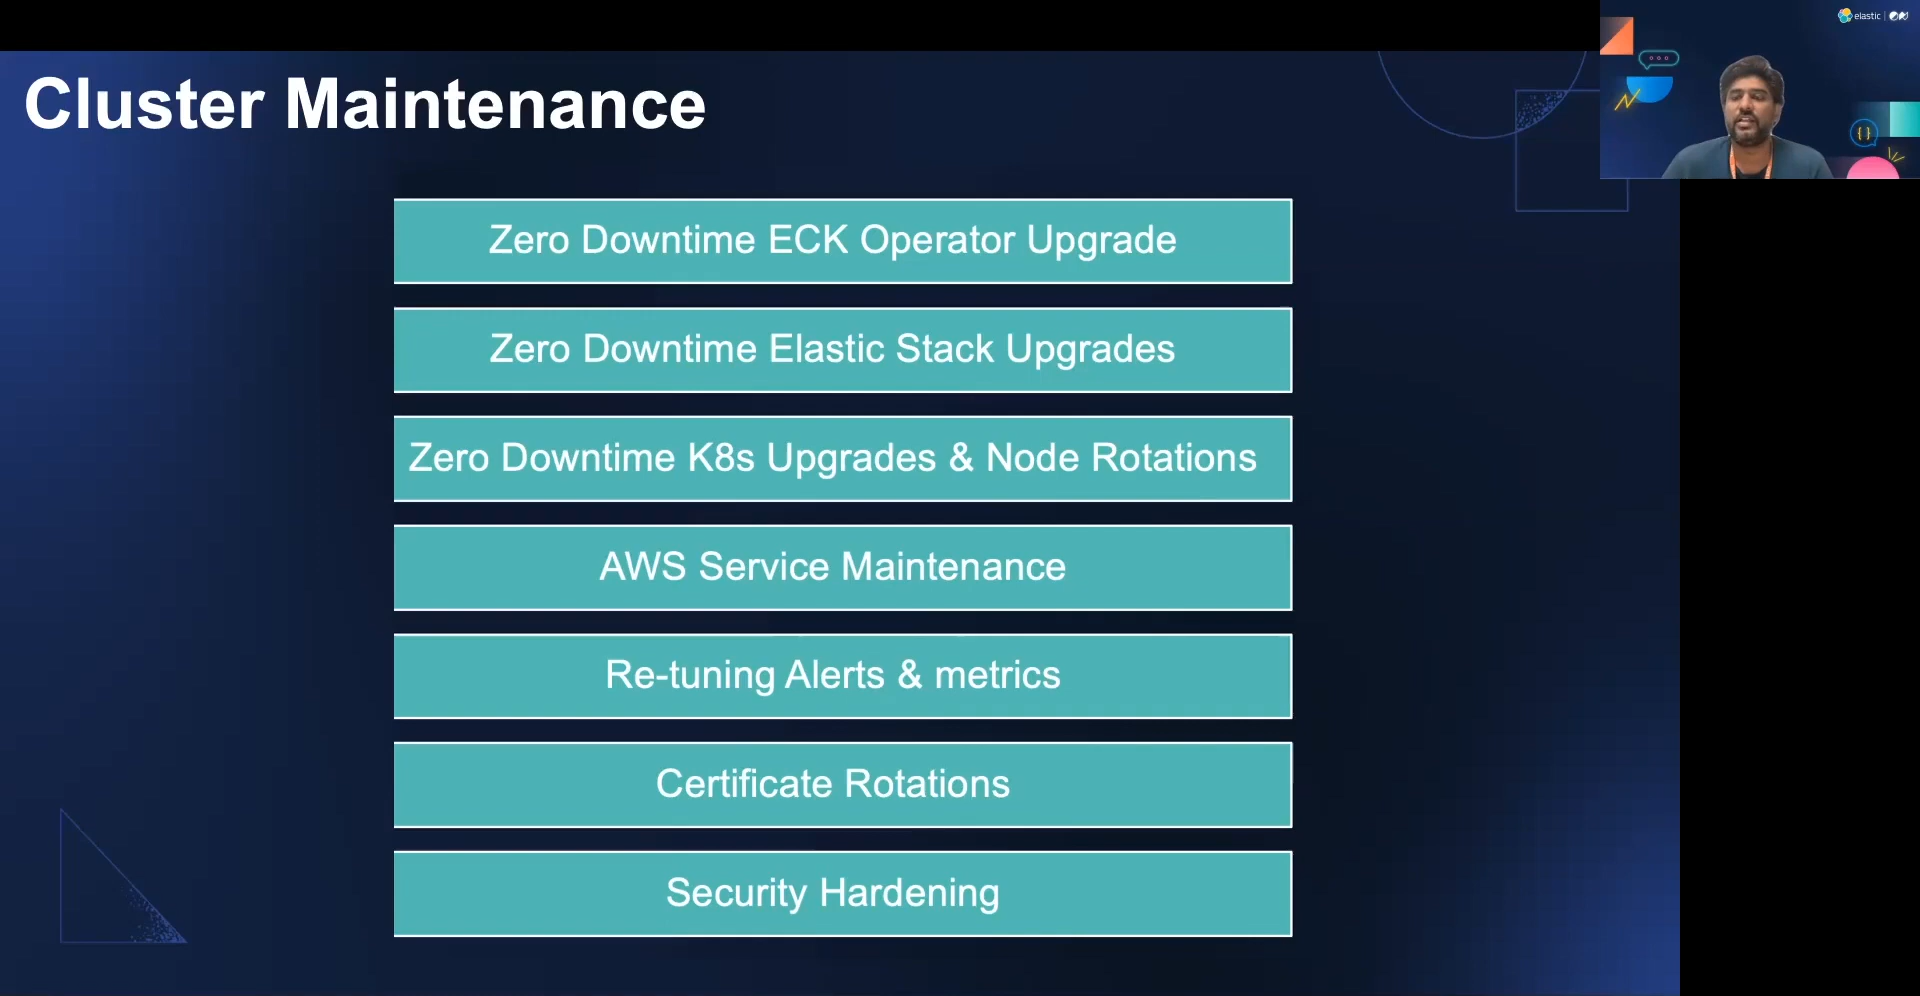 Cluster Maintenance
elastic
Zero Downtime ECK Operator Upgrade
Zero Downtime Elastic Stack Upgrades
Zero Downtime K8s Upgrades & Node Rotations
AWS Service Maintenance
Re-tuning Alerts & metrics
Certificate Rotations
Security Hardening